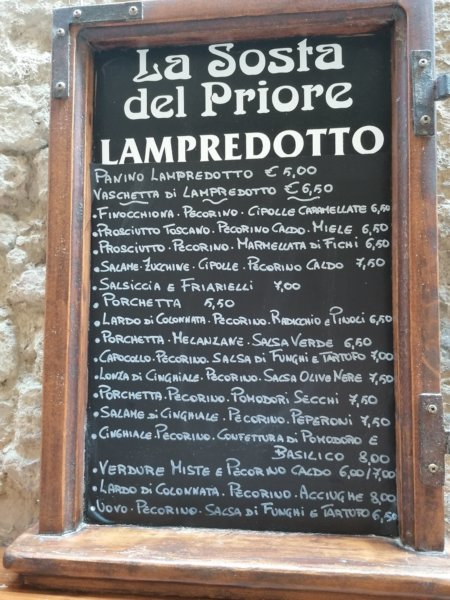 La Sosta
del Priore
LAMPREDOTTO
PANINO LAMPREDOTTO € 5,00
VASCHETTA DI LAMPREDOTTO € 6,50
• FINOCCHIONA · PECORINO · CIPOLLE CARAMELLATE 6,50
• PROSCIUTTO TOSCANO · PECORINO CALDO · MIELE 6,50
• PROSCIUTTO · PECORINO · MARMELLATA DI FICHI 6,50
• SALAME · ZUCCHINE · CIPOLLE · PECORINO CALDO 7,50
• SALSICCIA E FRIARIELLI 7,00
• PORCHETTA 5,50
• LARDO DI COLONNATA · PECORINO · RADICCHIO E PINOLI 6,50
• PORCHETTA · MELANZANE · SALSA VERDE 6,50
• CAPOCOLLO · PECORINO · SALSA DI FUNGHI E TARTUFO 7,00
• LONZA DI CINGHIALE · PECORINO · SALSA OLIVE NERE 7,50
• PORCHETTA · PECORINO · POMODORI SECCHI 7,50
• SALAME DI CINGHIALE · PECORINO · PEPERONI 7,50
• CINGHIALE · PECORINO · CONFETTURA DI POMODORO E
BASILICO 8,00
• VERDURE MISTE E PECORINO CALDO 6,00/7,00
• LARDO DI COLONNATA · PECORINO · ACCIUGHE 8,00
• UOVO · PECORINO · SALSA DI FUNGHI E TARTUFO 6,50